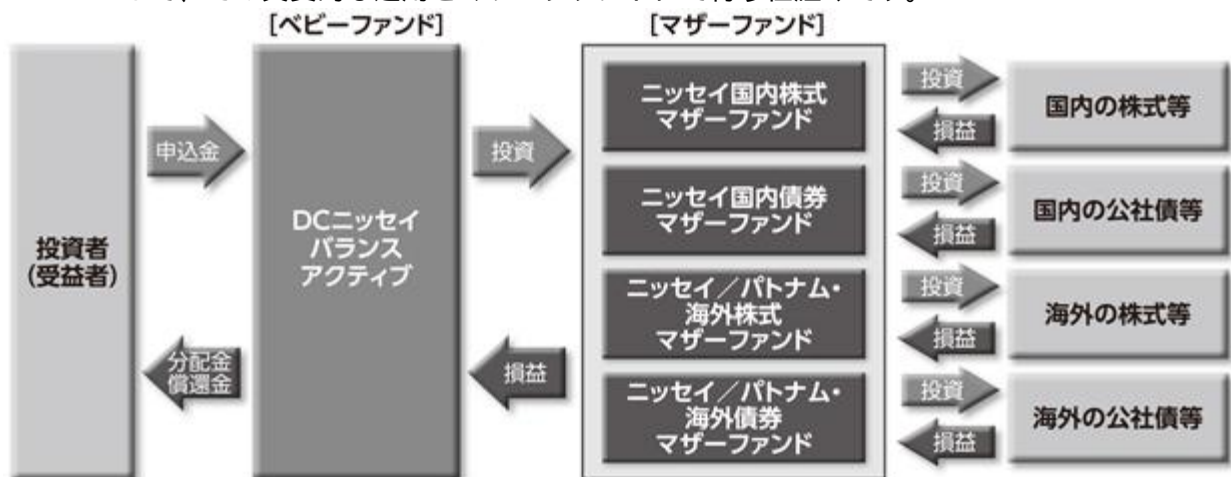 [ベビーファンド]
[マザーファンド]
投資者
(受益者)
申込金
分配金
償還金
DCニッセイ
バランス
アクティブ
投資
損益
ニッセイ国内株式
マザーファンド
投資
損益
国内の株式等
ニッセイ国内債券
マザーファンド
投資
損益
国内の公社債等
ニッセイ／パトナム・
海外株式
マザーファンド
投資
損益
海外の株式等
ニッセイ／パトナム・
海外債券
マザーファンド
投資
損益
海外の公社債等